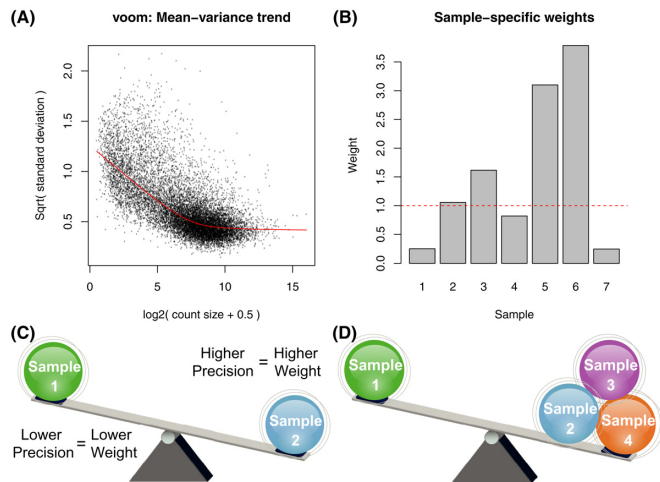 (A)
voom: Mean-variance trend
Sqrt( standard deviation )
2.0
1.5
1.0
0.5
0 5 10 15
log2( count size + 0.5 )
(B)
Sample-specific weights
Weight
3.5
3.0
2.5
2.0
1.5
1.0
0.5
0.0
1 2 3 4 5 6 7
Sample
(C)
Sample
1
Higher
Precision = Higher
Weight
Sample
2
Lower
Precision = Lower
Weight
(D)
Sample
1
Sample
3
Sample
2
Sample
4